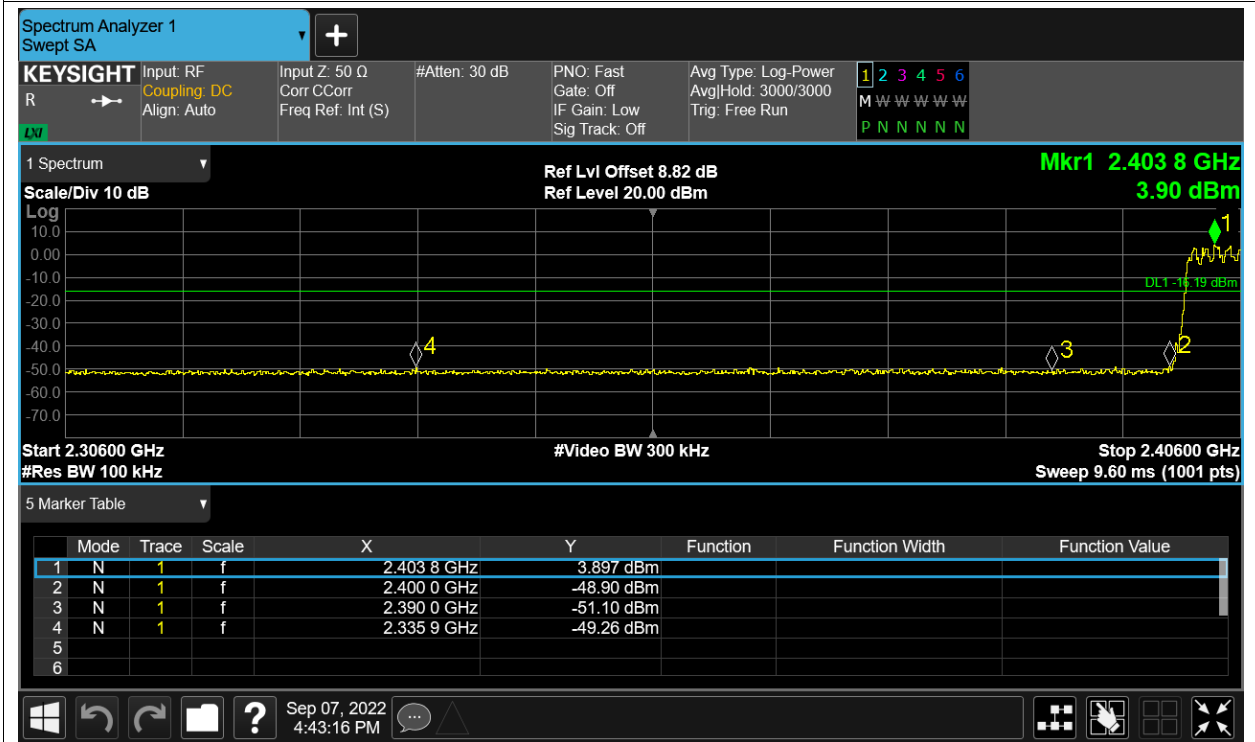 Spectrum Analyzer 1
Swept SA
+
KEYSIGHT
R
LXI
Input: RF
Coupling: DC
Align: Auto
Input Z: 50 Ω
Corr CCorr
Freq Ref: Int (S)
#Atten: 30 dB
PNO: Fast
Gate: Off
IF Gain: Low
Sig Track: Off
Avg Type: Log-Power
Avg|Hold: 3000/3000
Trig: Free Run
1 2 3 4 5 6
M W W W W W
P N N N N N
1 Spectrum
Scale/Div 10 dB
Ref Lvl Offset 8.82 dB
Ref Level 20.00 dBm
Mkr1 2.403 8 GHz
3.90 dBm
Log
10.0
0.00
-10.0
-20.0
-30.0
-40.0
-50.0
-60.0
-70.0
1
DL1 -16.19 dBm
4
3
2
Start 2.30600 GHz
#Res BW 100 kHz
#Video BW 300 kHz
Stop 2.40600 GHz
Sweep 9.60 ms (1001 pts)
5 Marker Table
Mode Trace Scale X Y Function Function Width Function Value
1 N 1 f 2.403 8 GHz 3.897 dBm
2 N 1 f 2.400 0 GHz -48.90 dBm
3 N 1 f 2.390 0 GHz -51.10 dBm
4 N 1 f 2.335 9 GHz -49.26 dBm
5
6
?
Sep 07, 2022
4:43:16 PM